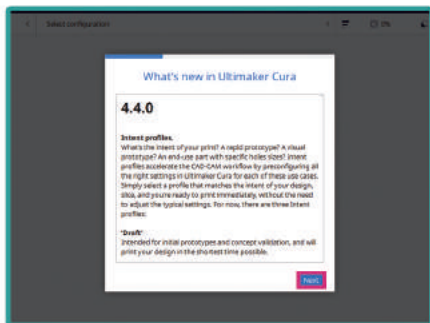 Select configuration
0%
What's new in Ultimaker Cura
4.4.0
Intent profiles.
What's the intent of your print? A rapid prototype? A visual
prototype? An end-use part with specific holes sizes? Intent
profiles accelerate the CAD-CAM workflow by preconfiguring all
the right settings in Ultimaker Cura for each of these use cases.
Simply select a profile that matches the intent of your design,
slice, and you're ready to print immediately, without the need
to adjust the typical settings. For now, there are three Intent
profiles:
"Draft"
Intended for initial prototypes and concept validation, and will
print your design in the shortest time possible.
Next